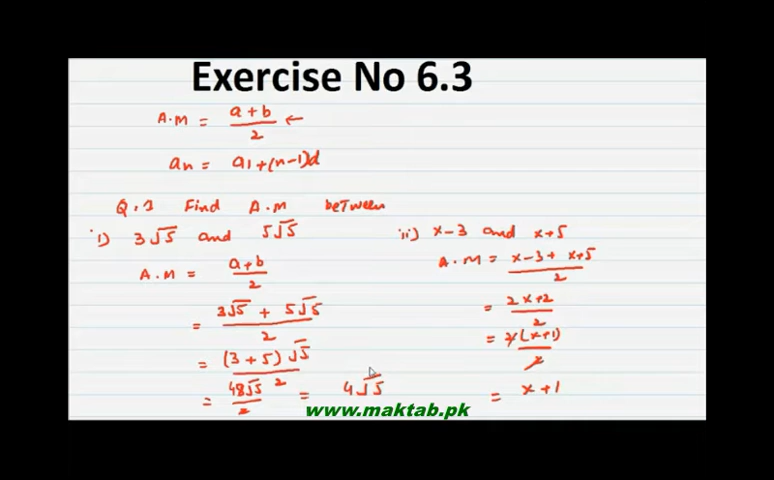 Exercise No 6.3
A.M = a+b / 2 ←
an = a1+(n-1)d
Q.1 Find A.M beTween
i) 3√5 and 5√5
A.M = a+b / 2
= 3√5 + 5√5 / 2
= (3+5)√5 / 2
= 48√5 / 2 = 4√5
ii) x-3 and x+5
A.M = x-3+x+5 / 2
= 2x+2 / 2
= 2(x+1) / 2
= x+1
www.maktab.pk